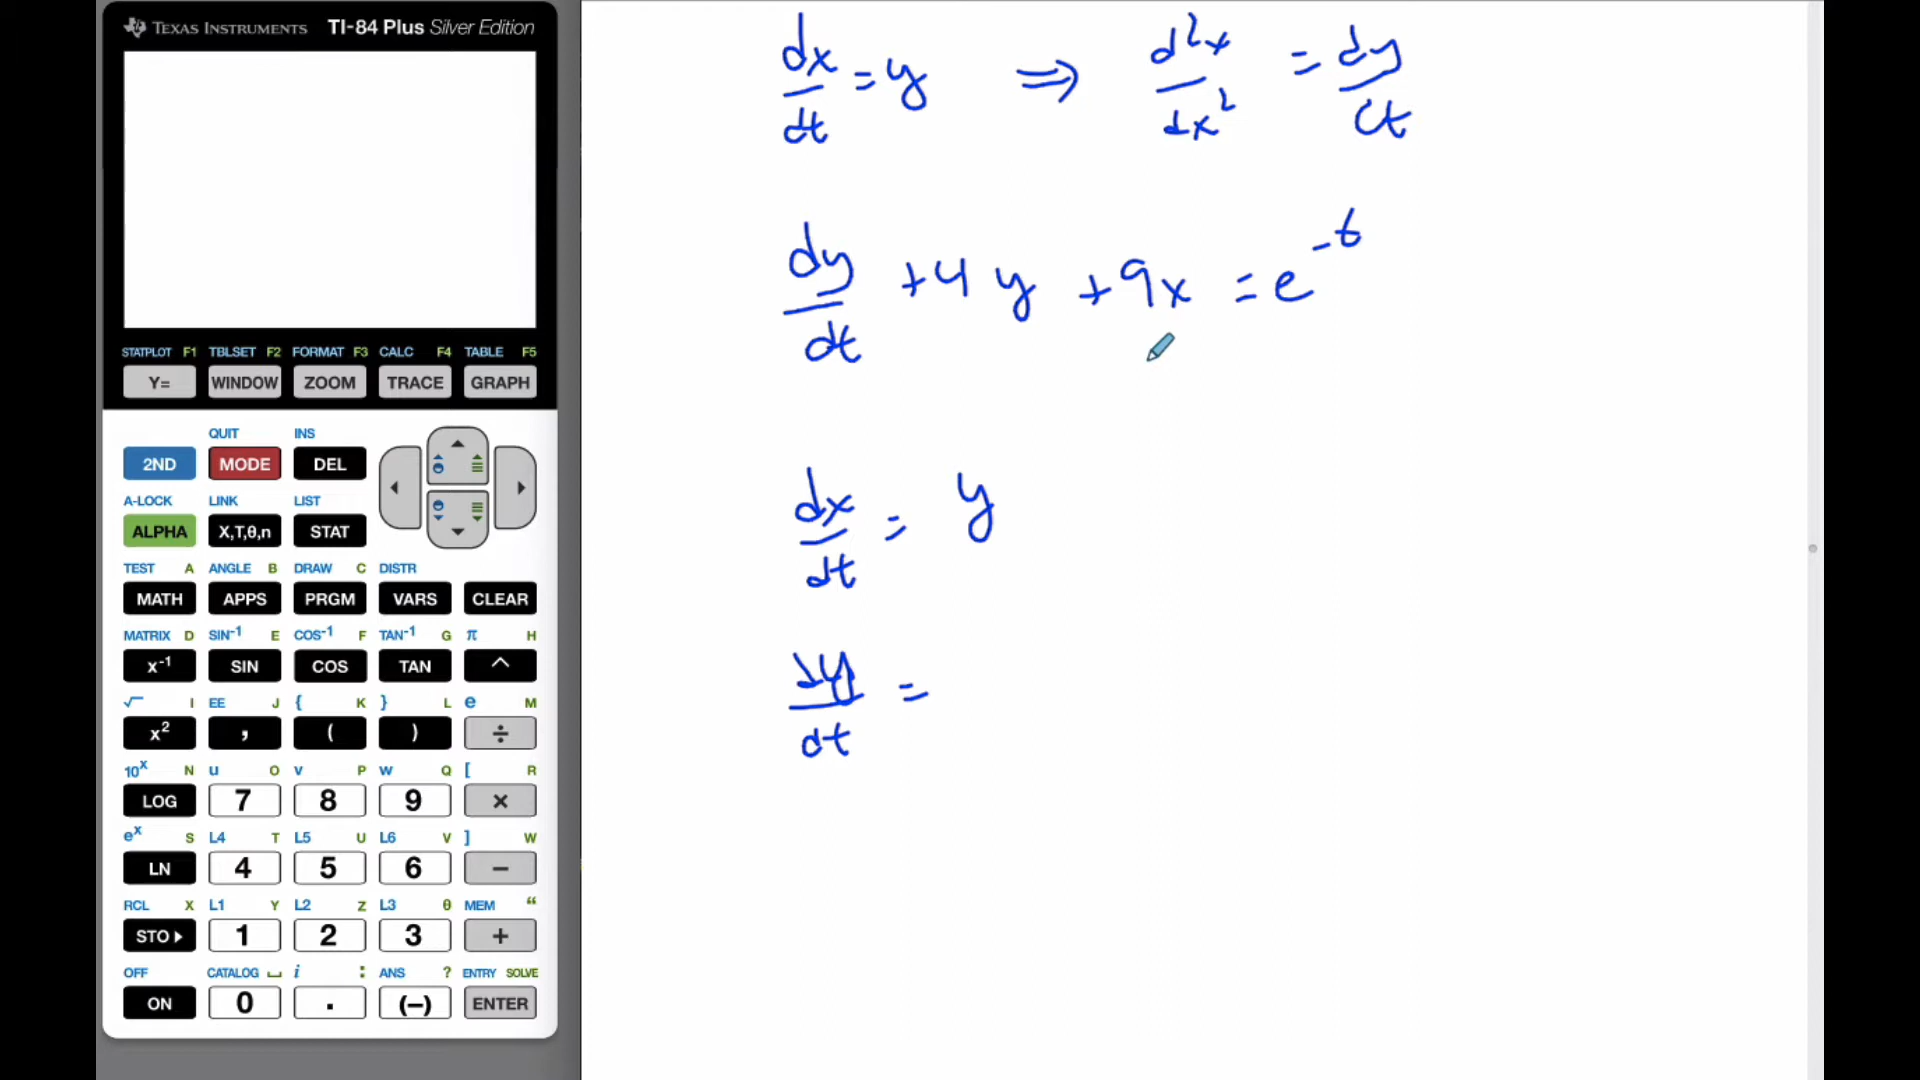 TEXAS INSTRUMENTS TI-84 Plus Silver Edition
STATPLOT F1 TBLSET F2 FORMAT F3 CALC F4 TABLE F5
Y= WINDOW ZOOM TRACE GRAPH
QUIT INS
2ND MODE DEL
A-LOCK LINK LIST
ALPHA X,T,θ,n STAT
TEST A ANGLE B DRAW C DISTR
MATH APPS PRGM VARS CLEAR
MATRIX D SIN⁻¹ E COS⁻¹ F TAN⁻¹ G π H
x⁻¹ SIN COS TAN ^
√ I EE J { K } L e M
x² , ( ) ÷
10ˣ N u O v P w Q [ R
LOG 7 8 9 ×
eˣ S L4 T L5 U L6 V ] W
LN 4 5 6 −
RCL X L1 Y L2 Z L3 θ MEM “
STO▶ 1 2 3 +
OFF CATALOG ⎵ i : ANS ? ENTRY SOLVE
ON 0 . (−) ENTER
dx/dt = y ⇒ d²x/dx² = dy/dt
dy/dt + 4y + 9x = e^-t
dx/dt = y
dy/dt =